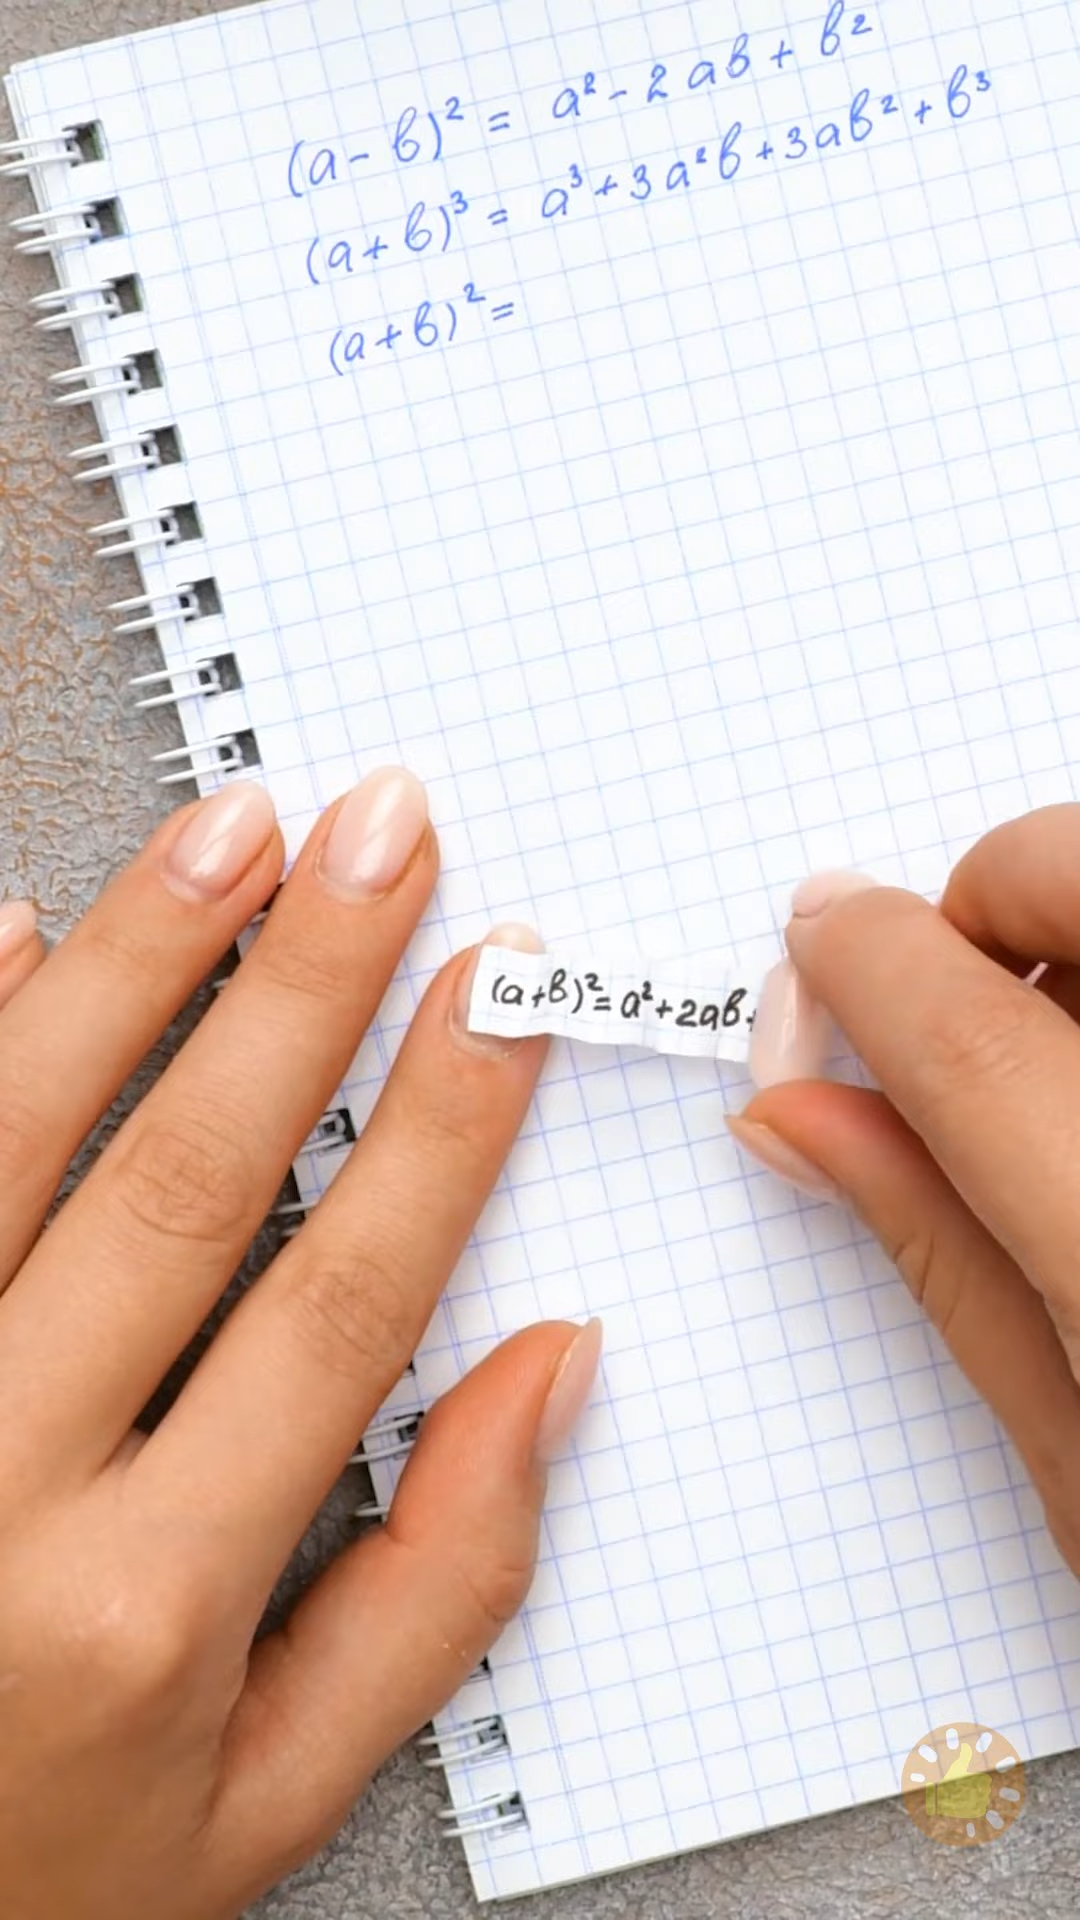 (a-b)² = a² - 2ab + b²
(a+b)³ = a³ + 3a²b + 3ab² + b³
(a+b)² =
(a+b)² = a² + 2ab +